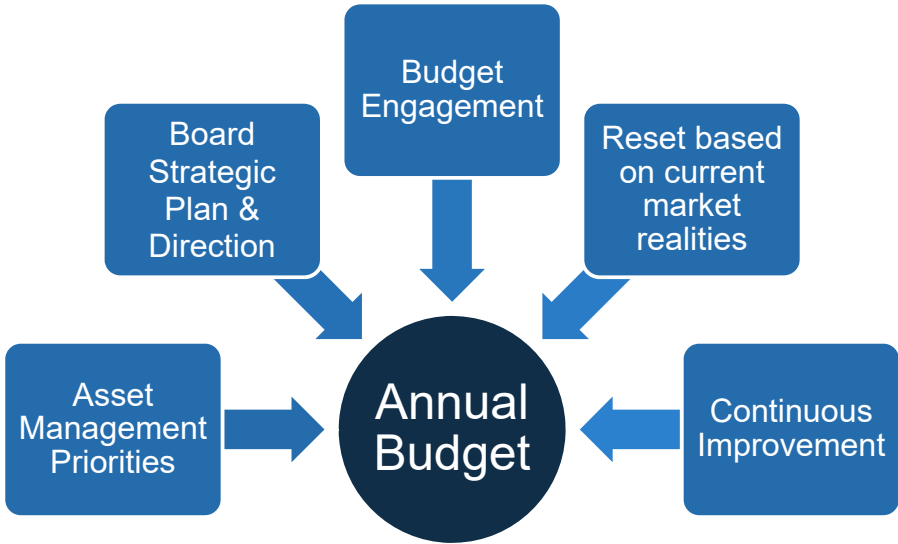 Budget
Engagement
Board
Strategic
Plan &
Direction
Reset based
on current
market
realities
Asset
Management
Priorities
Annual
Budget
Continuous
Improvement